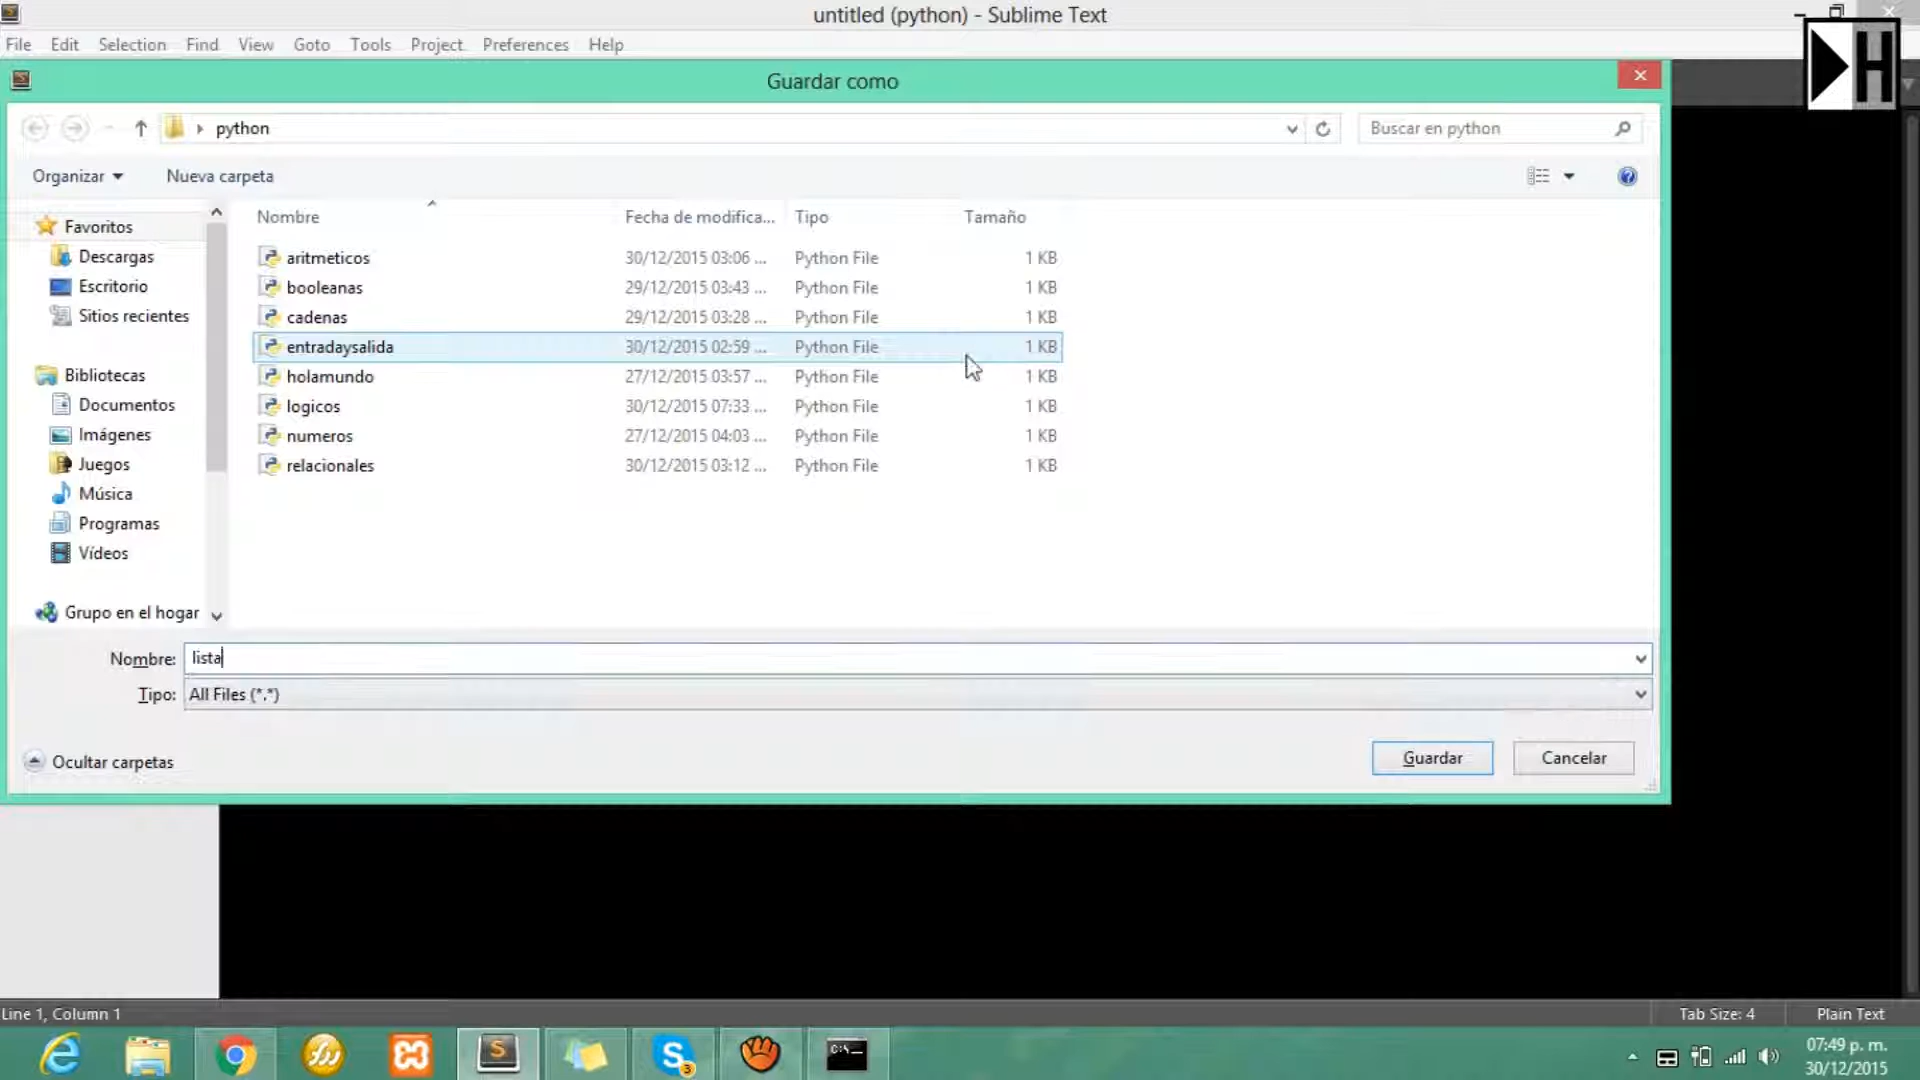 untitled (python) - Sublime Text
File Edit Selection Find View Goto Tools Project Preferences Help
H
Guardar como
python
Buscar en python
Organizar
Nueva carpeta
Nombre Fecha de modifica... Tipo Tamaño
Favoritos
Descargas
Escritorio
Sitios recientes
Bibliotecas
Documentos
Imágenes
Juegos
Música
Programas
Vídeos
Grupo en el hogar
aritmeticos 30/12/2015 03:06 ... Python File 1 KB
booleanas 29/12/2015 03:43 ... Python File 1 KB
cadenas 29/12/2015 03:28 ... Python File 1 KB
entradaysalida 30/12/2015 02:59 ... Python File 1 KB
holamundo 27/12/2015 03:57 ... Python File 1 KB
logicos 30/12/2015 07:33 ... Python File 1 KB
numeros 27/12/2015 04:03 ... Python File 1 KB
relacionales 30/12/2015 03:12 ... Python File 1 KB
Nombre: lista
Tipo: All Files (*.*)
Ocultar carpetas
Guardar
Cancelar
Line 1, Column 1
Tab Size: 4
Plain Text
S
S
3
C:\_
07:49 p. m.
30/12/2015